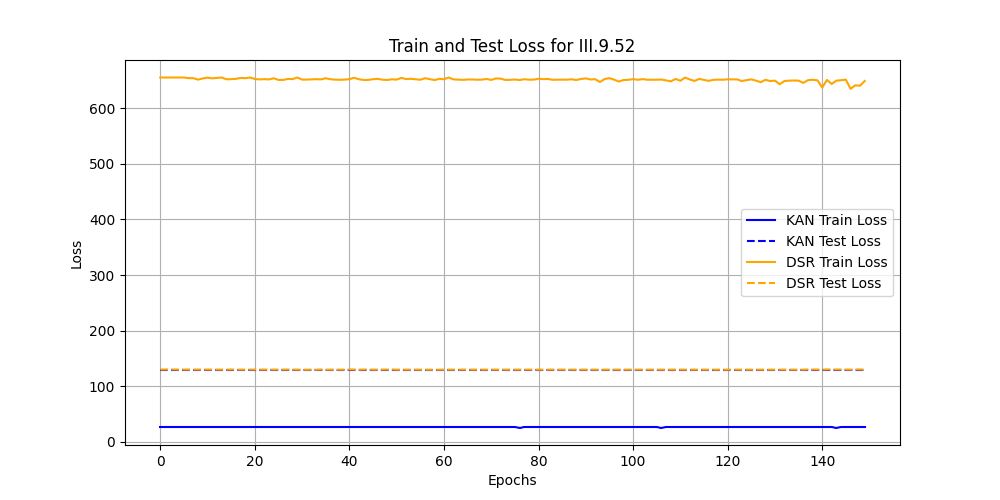 Train and Test Loss for III.9.52
Loss
600
500
400
300
200
100
0
KAN Train Loss
KAN Test Loss
DSR Train Loss
DSR Test Loss
0 20 40 60 80 100 120 140
Epochs